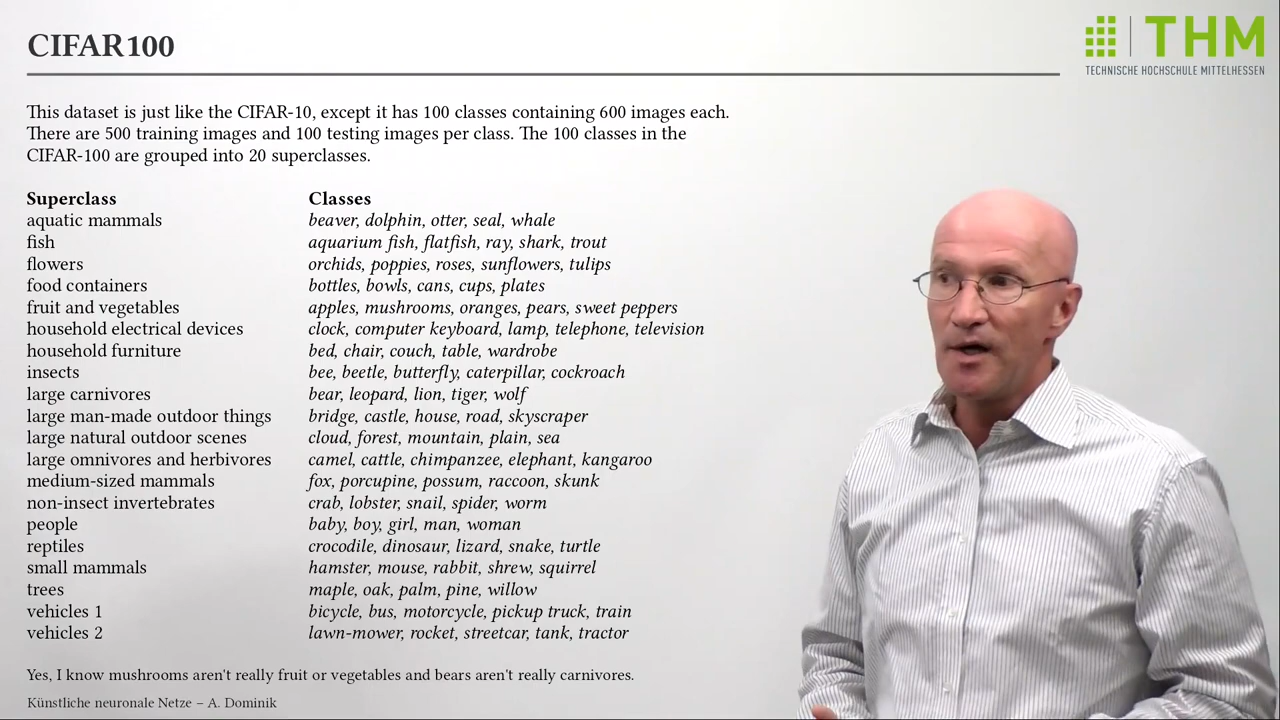 CIFAR100
THM
TECHNISCHE HOCHSCHULE MITTELHESSEN
This dataset is just like the CIFAR-10, except it has 100 classes containing 600 images each.
There are 500 training images and 100 testing images per class. The 100 classes in the
CIFAR-100 are grouped into 20 superclasses.
Superclass Classes
aquatic mammals beaver, dolphin, otter, seal, whale
fish aquarium fish, flatfish, ray, shark, trout
flowers orchids, poppies, roses, sunflowers, tulips
food containers bottles, bowls, cans, cups, plates
fruit and vegetables apples, mushrooms, oranges, pears, sweet peppers
household electrical devices clock, computer keyboard, lamp, telephone, television
household furniture bed, chair, couch, table, wardrobe
insects bee, beetle, butterfly, caterpillar, cockroach
large carnivores bear, leopard, lion, tiger, wolf
large man-made outdoor things bridge, castle, house, road, skyscraper
large natural outdoor scenes cloud, forest, mountain, plain, sea
large omnivores and herbivores camel, cattle, chimpanzee, elephant, kangaroo
medium-sized mammals fox, porcupine, possum, raccoon, skunk
non-insect invertebrates crab, lobster, snail, spider, worm
people baby, boy, girl, man, woman
reptiles crocodile, dinosaur, lizard, snake, turtle
small mammals hamster, mouse, rabbit, shrew, squirrel
trees maple, oak, palm, pine, willow
vehicles 1 bicycle, bus, motorcycle, pickup truck, train
vehicles 2 lawn-mower, rocket, streetcar, tank, tractor
Yes, I know mushrooms aren't really fruit or vegetables and bears aren't really carnivores.
Künstliche neuronale Netze – A. Dominik